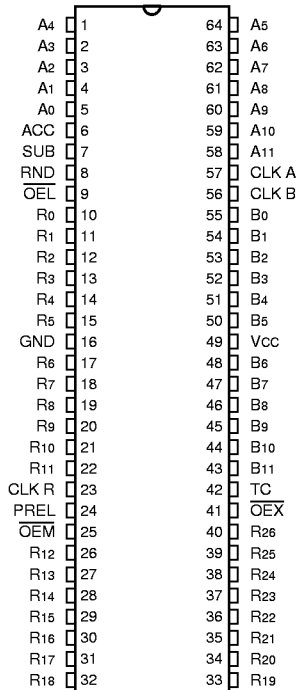 A4 1 64 A5
A3 2 63 A6
A2 3 62 A7
A1 4 61 A8
A0 5 60 A9
ACC 6 59 A10
SUB 7 58 A11
RND 8 57 CLK A
OEL 9 56 CLK B
R0 10 55 B0
R1 11 54 B1
R2 12 53 B2
R3 13 52 B3
R4 14 51 B4
R5 15 50 B5
GND 16 49 VCC
R6 17 48 B6
R7 18 47 B7
R8 19 46 B8
R9 20 45 B9
R10 21 44 B10
R11 22 43 B11
CLK R 23 42 TC
PREL 24 41 OEX
OEM 25 40 R26
R12 26 39 R25
R13 27 38 R24
R14 28 37 R23
R15 29 36 R22
R16 30 35 R21
R17 31 34 R20
R18 32 33 R19